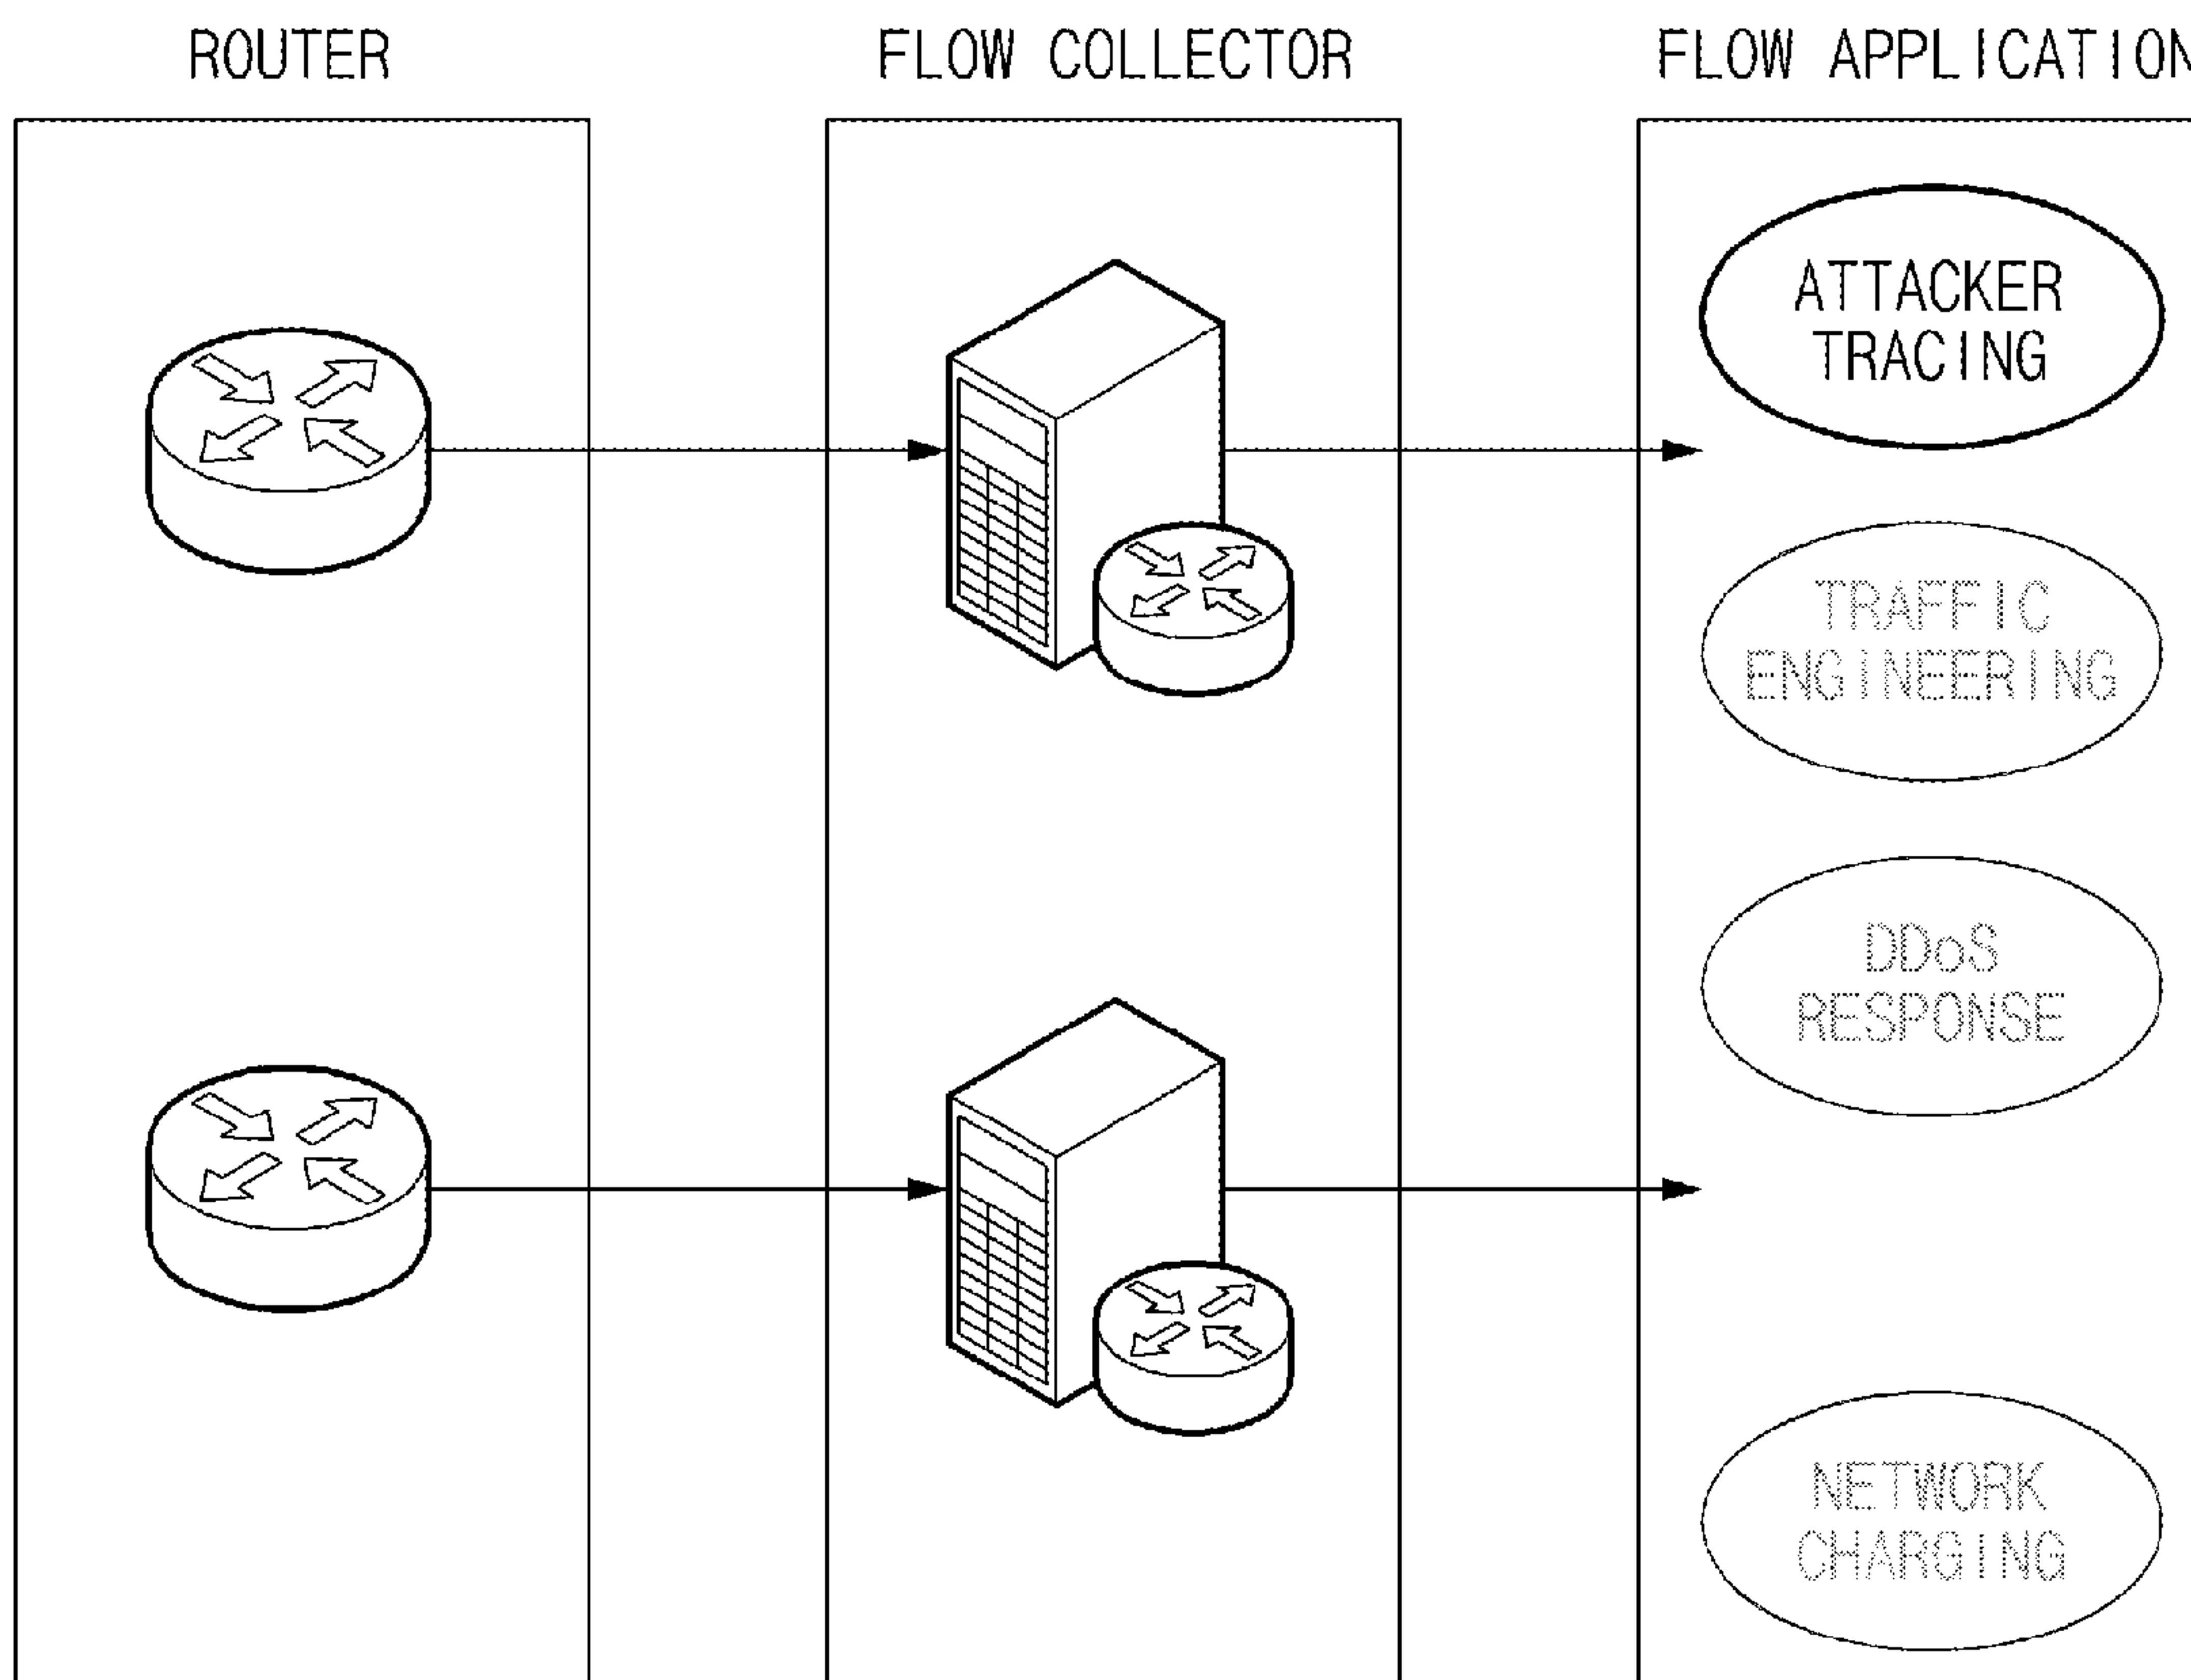 ROUTER
FLOW COLLECTOR
FLOW APPLICATION
ATTACKER
TRACING
TRAFFIC
ENGINEERING
DDoS
RESPONSE
NETWORK
CHARGING